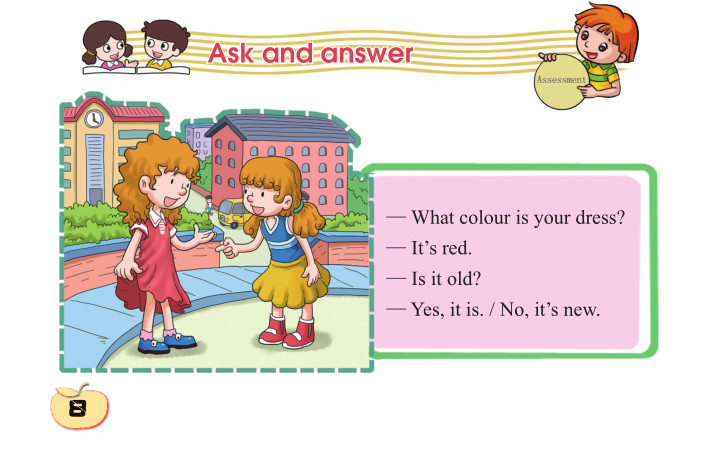 Ask and answer
Assessment
— What colour is your dress?
— It's red.
— Is it old?
— Yes, it is. / No, it's new.
8